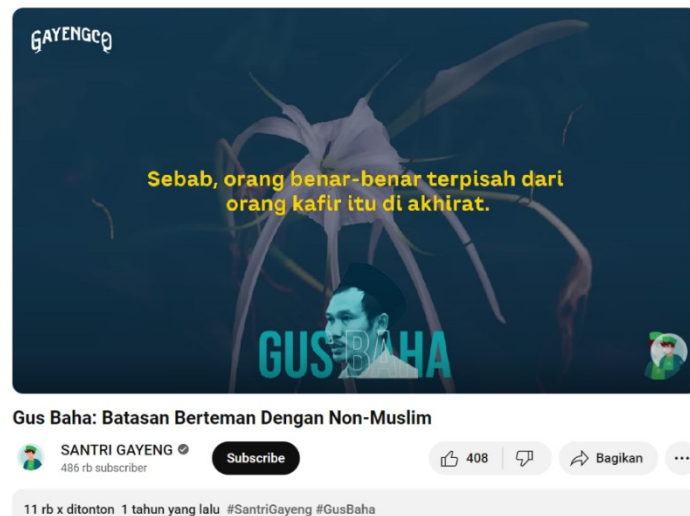 GAYENGCO
Sebab, orang benar-benar terpisah dari
orang kafir itu di akhirat.
GUS BAHA
Gus Baha: Batasan Berteman Dengan Non-Muslim
SANTRI GAYENG
486 rb subscriber
Subscribe
408
Bagikan
11 rb x ditonton 1 tahun yang lalu #SantriGayeng #GusBaha